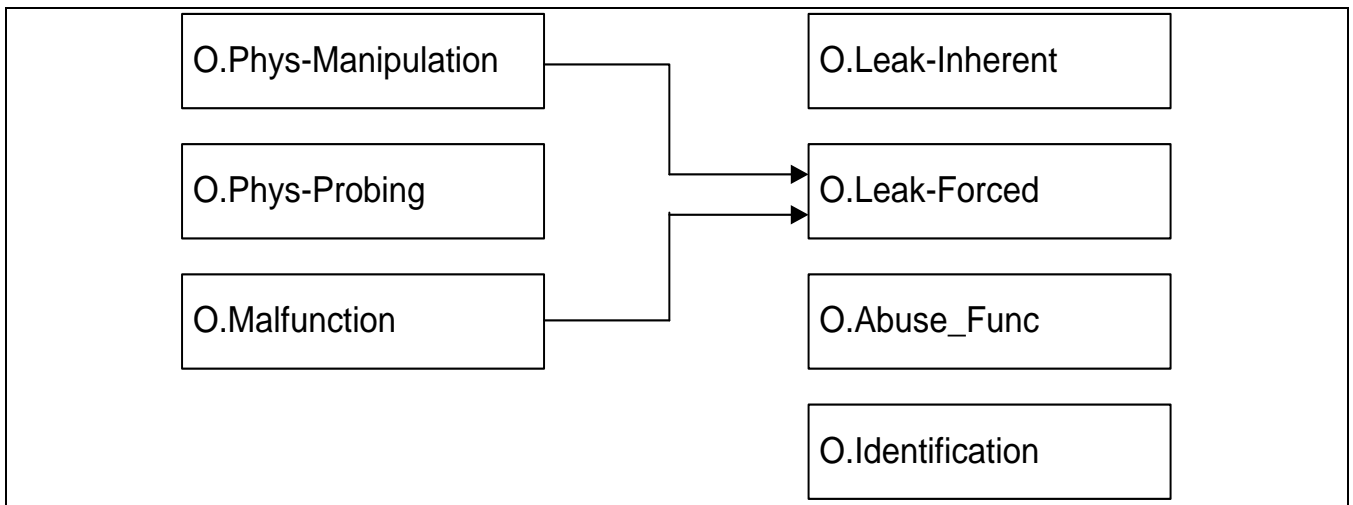 O.Phys-Manipulation
O.Leak-Inherent
O.Phys-Probing
O.Leak-Forced
O.Malfunction
O.Abuse_Func
O.Identification